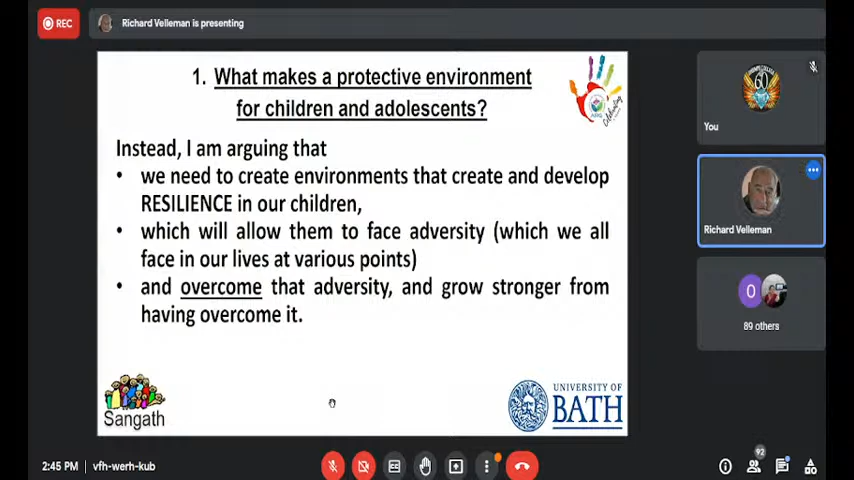 REC
Richard Velleman is presenting
1. What makes a protective environment
for children and adolescents?
Instead, I am arguing that
• we need to create environments that create and develop
RESILIENCE in our children,
• which will allow them to face adversity (which we all
face in our lives at various points)
• and overcome that adversity, and grow stronger from
having overcome it.
Sangath
UNIVERSITY OF
BATH
60
You
Richard Velleman
O
89 others
2:45 PM
vfh-werh-kub
92